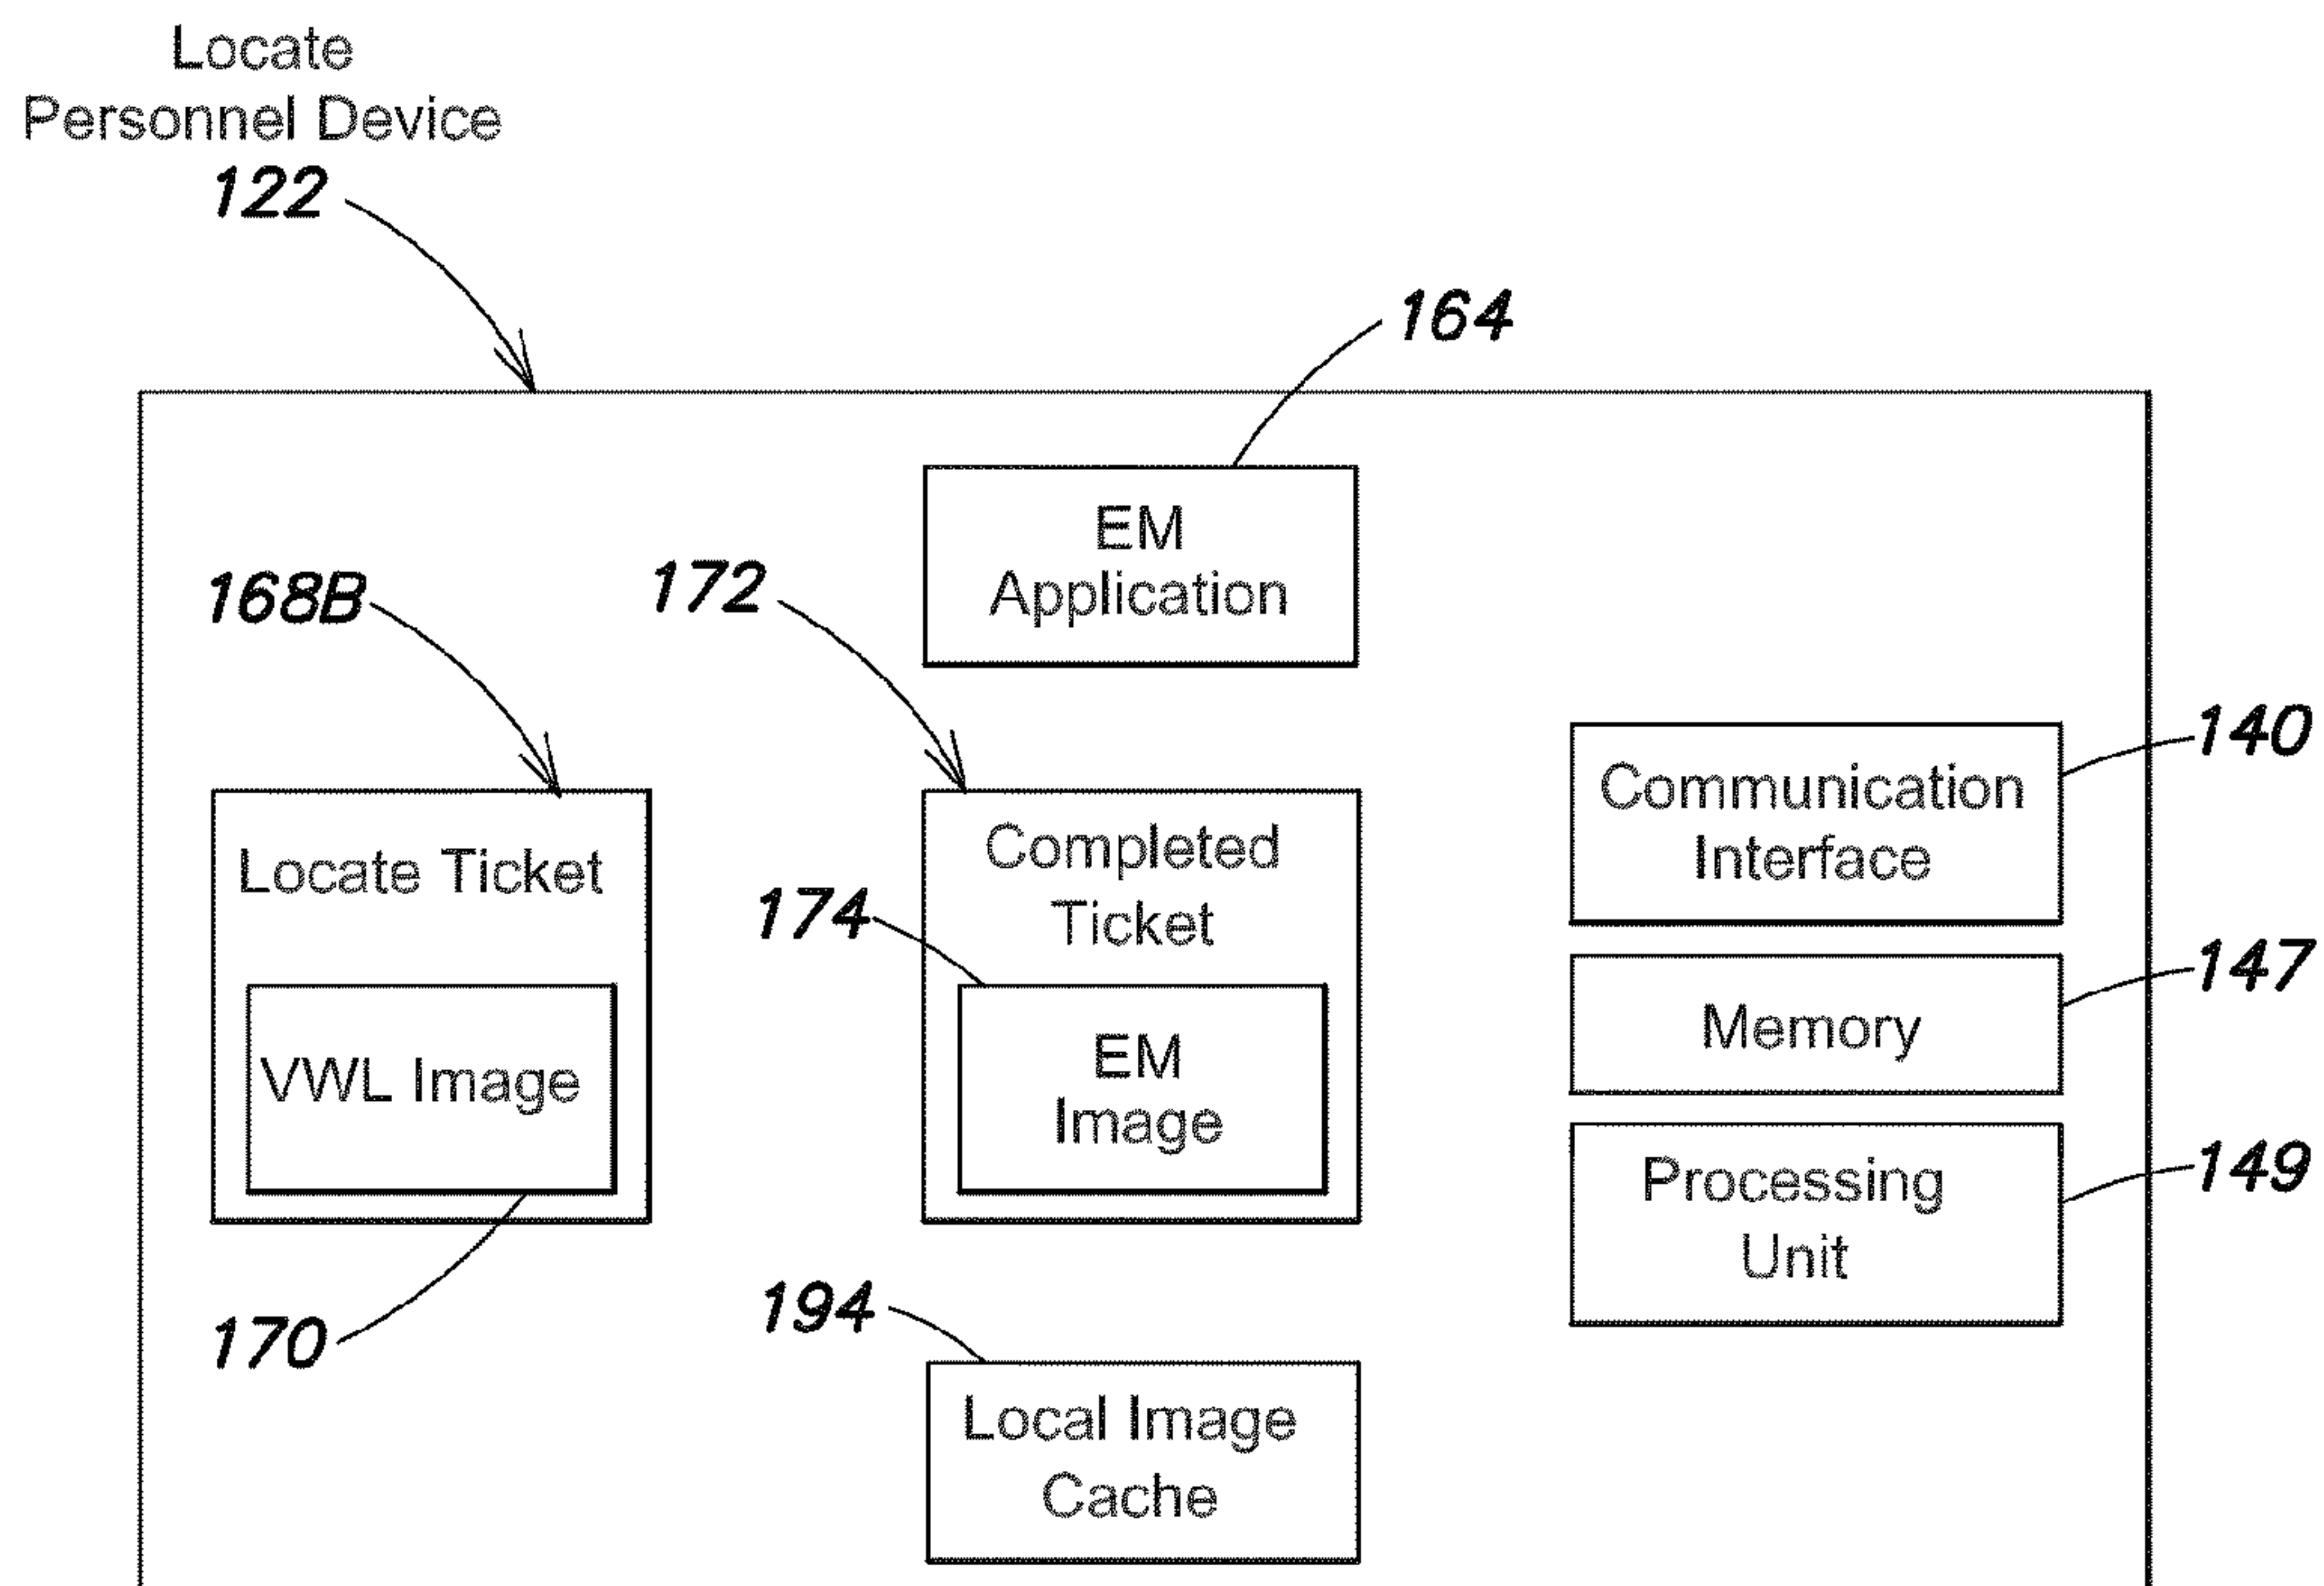 Locate
Personnel Device
122
164
EM
Application
168B
172
140
Communication
Interface
Locate Ticket
Completed
Ticket
174
147
Memory
VWL Image
EM
Image
149
Processing
Unit
170
194
Local Image
Cache